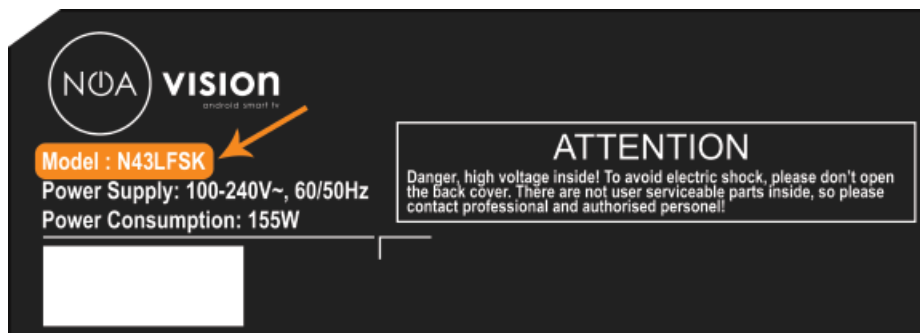 NOA VISION
android smart tv
Model : N43LFSK
Power Supply: 100-240V~, 60/50Hz
Power Consumption: 155W
ATTENTION
Danger, high voltage inside! To avoid electric shock, please don't open
the back cover. There are not user serviceable parts inside, so please
contact professional and authorised personel!